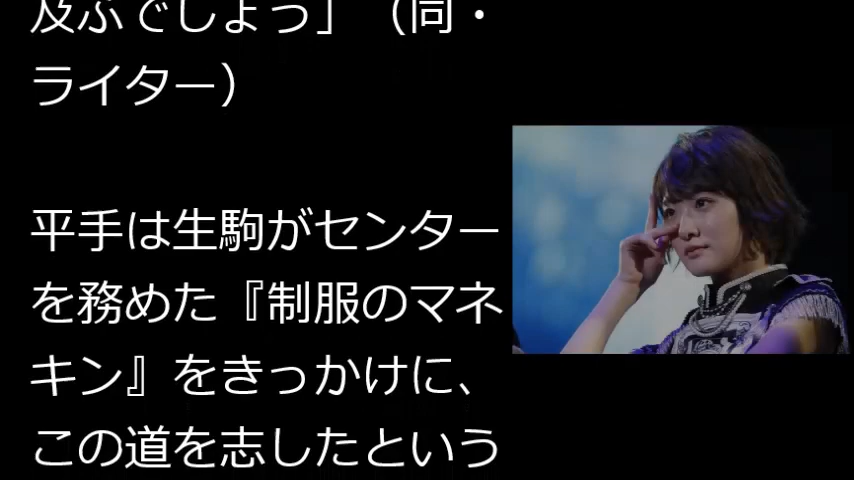 及ぶでしょう」（同・
ライター）
平手は生駒がセンター
を務めた『制服のマネ
キン』をきっかけに、
この道を志したという